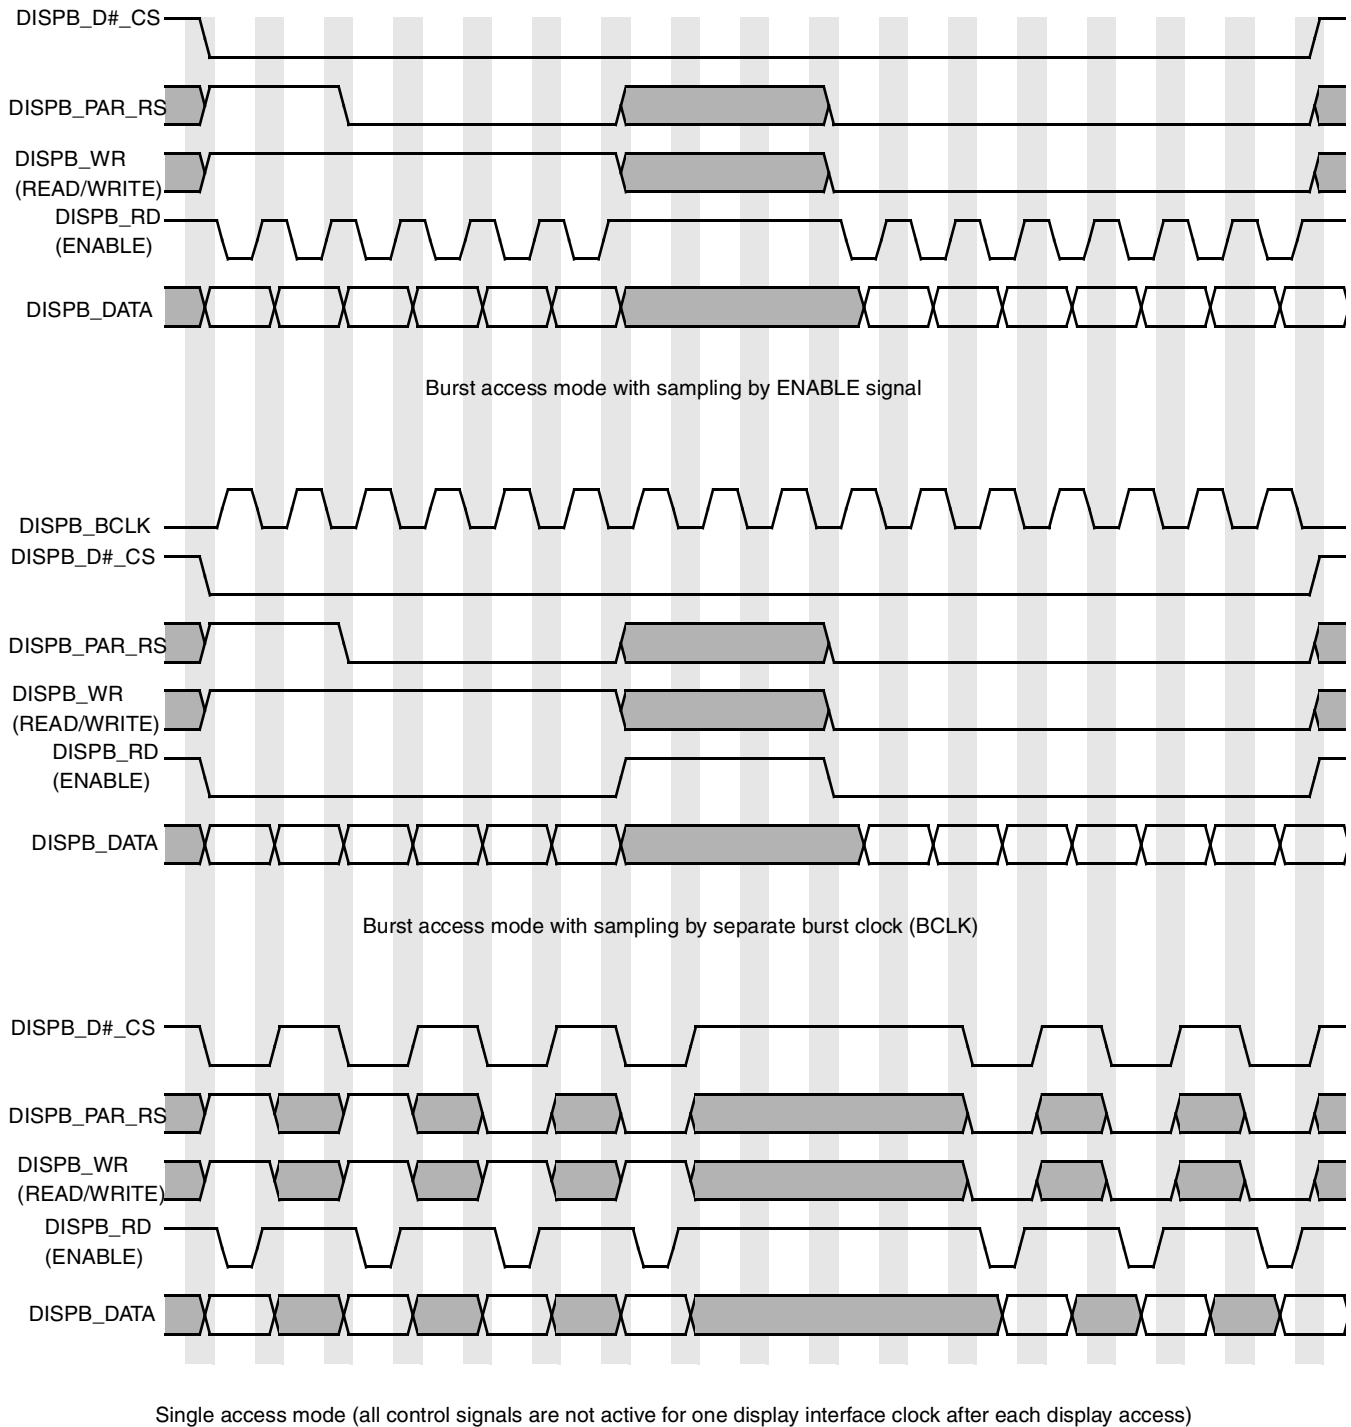 DISPB_D#_CS
DISPB_PAR_RS
DISPB_WR
(READ/WRITE)
DISPB_RD
(ENABLE)
DISPB_DATA
Burst access mode with sampling by ENABLE signal
DISPB_BCLK
DISPB_D#_CS
DISPB_PAR_RS
DISPB_WR
(READ/WRITE)
DISPB_RD
(ENABLE)
DISPB_DATA
Burst access mode with sampling by separate burst clock (BCLK)
DISPB_D#_CS
DISPB_PAR_RS
DISPB_WR
(READ/WRITE)
DISPB_RD
(ENABLE)
DISPB_DATA
Single access mode (all control signals are not active for one display interface clock after each display access)